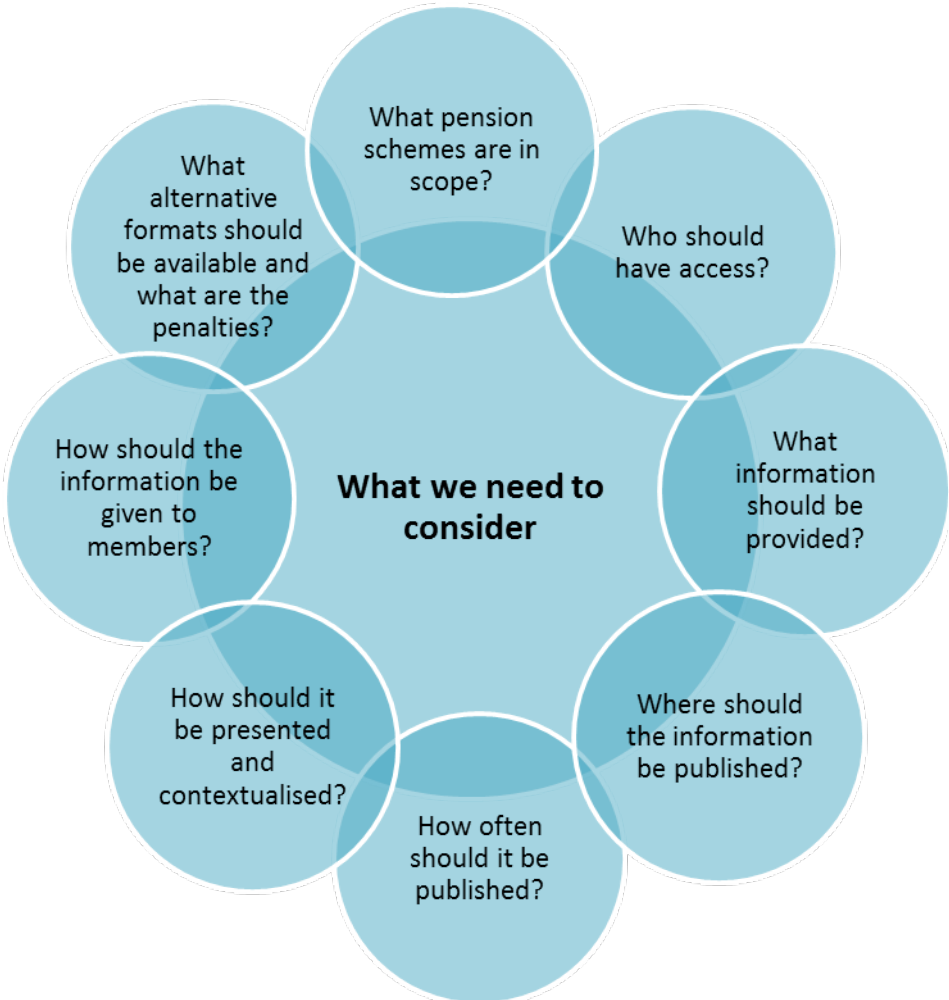 What pension
schemes are in
scope?
Who should
have access?
What
information
should be
provided?
Where should
the information
be published?
How often
should it be
published?
How should it
be presented
and
contextualised?
How should the
information be
given to
members?
What
alternative
formats should
be available and
what are the
penalties?
What we need to
consider